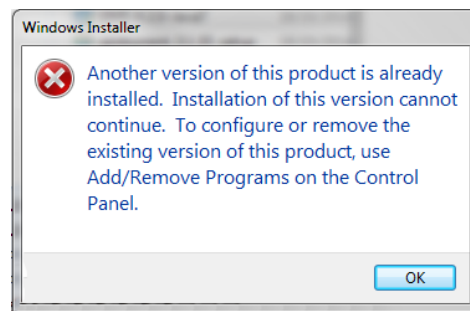 Windows Installer
Another version of this product is already
installed.  Installation of this version cannot
continue.  To configure or remove the
existing version of this product, use
Add/Remove Programs on the Control
Panel.
OK